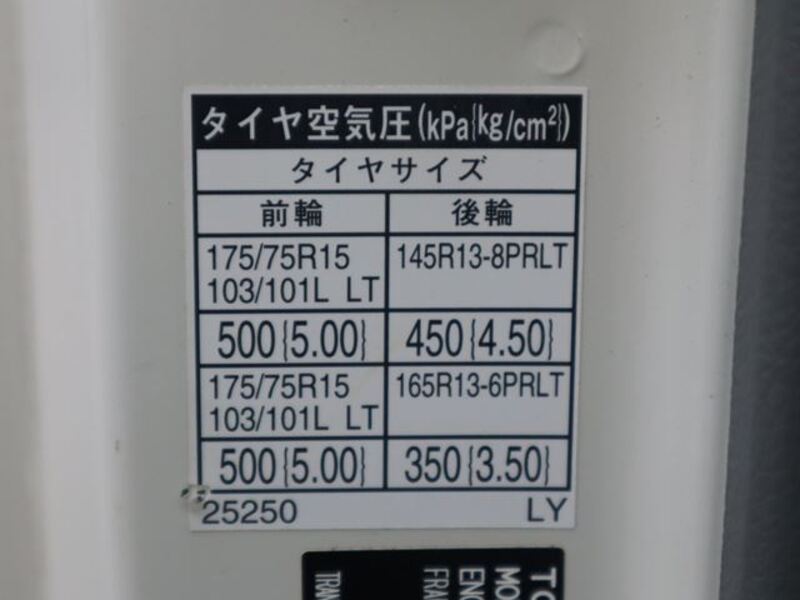 タイヤ空気圧(kPa{kg/cm²})
タイヤサイズ
前輪 後輪
175/75R15 145R13-8PRLT
103/101L LT
500{5.00} 450{4.50}
175/75R15 165R13-6PRLT
103/101L LT
500{5.00} 350{3.50}
25250 LY